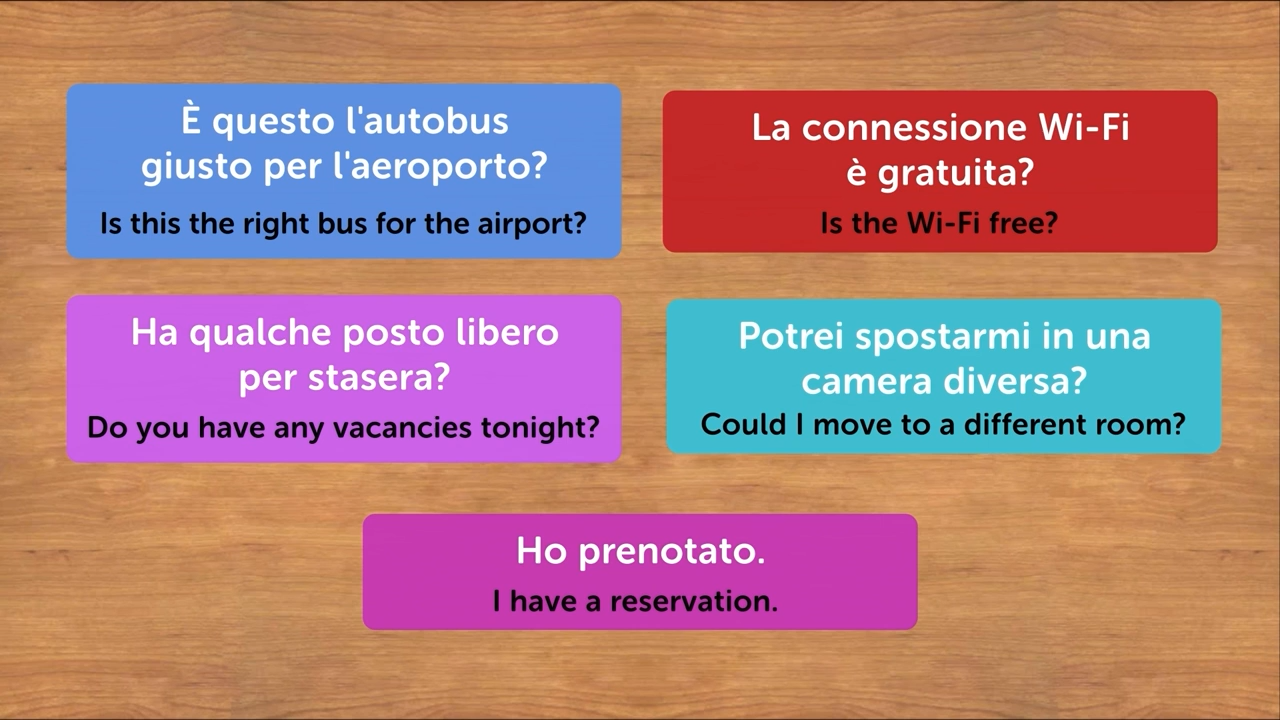 È questo l'autobus
giusto per l'aeroporto?
Is this the right bus for the airport?
La connessione Wi-Fi
è gratuita?
Is the Wi-Fi free?
Ha qualche posto libero
per stasera?
Do you have any vacancies tonight?
Potrei spostarmi in una
camera diversa?
Could I move to a different room?
Ho prenotato.
I have a reservation.